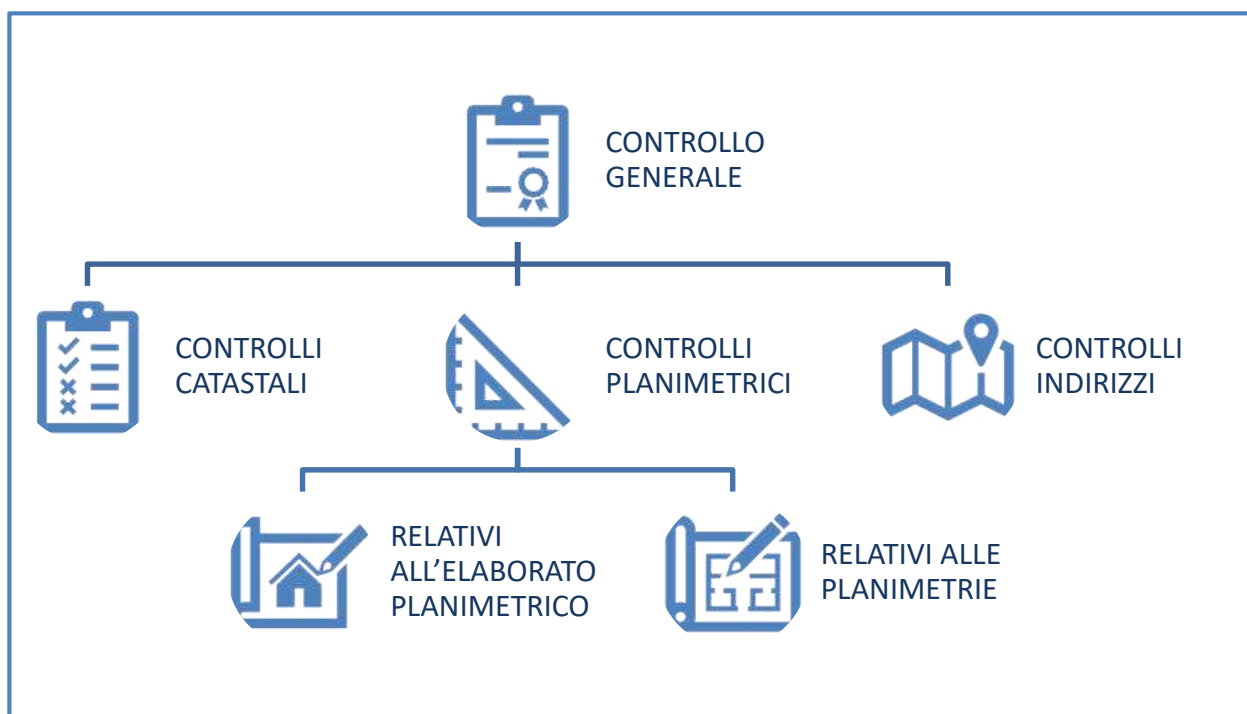 CONTROLLO
GENERALE
CONTROLLI
CATASTALI
CONTROLLI
PLANIMETRICI
CONTROLLI
INDIRIZZI
RELATIVI
ALL’ELABORATO
PLANIMETRICO
RELATIVI ALLE
PLANIMETRIE